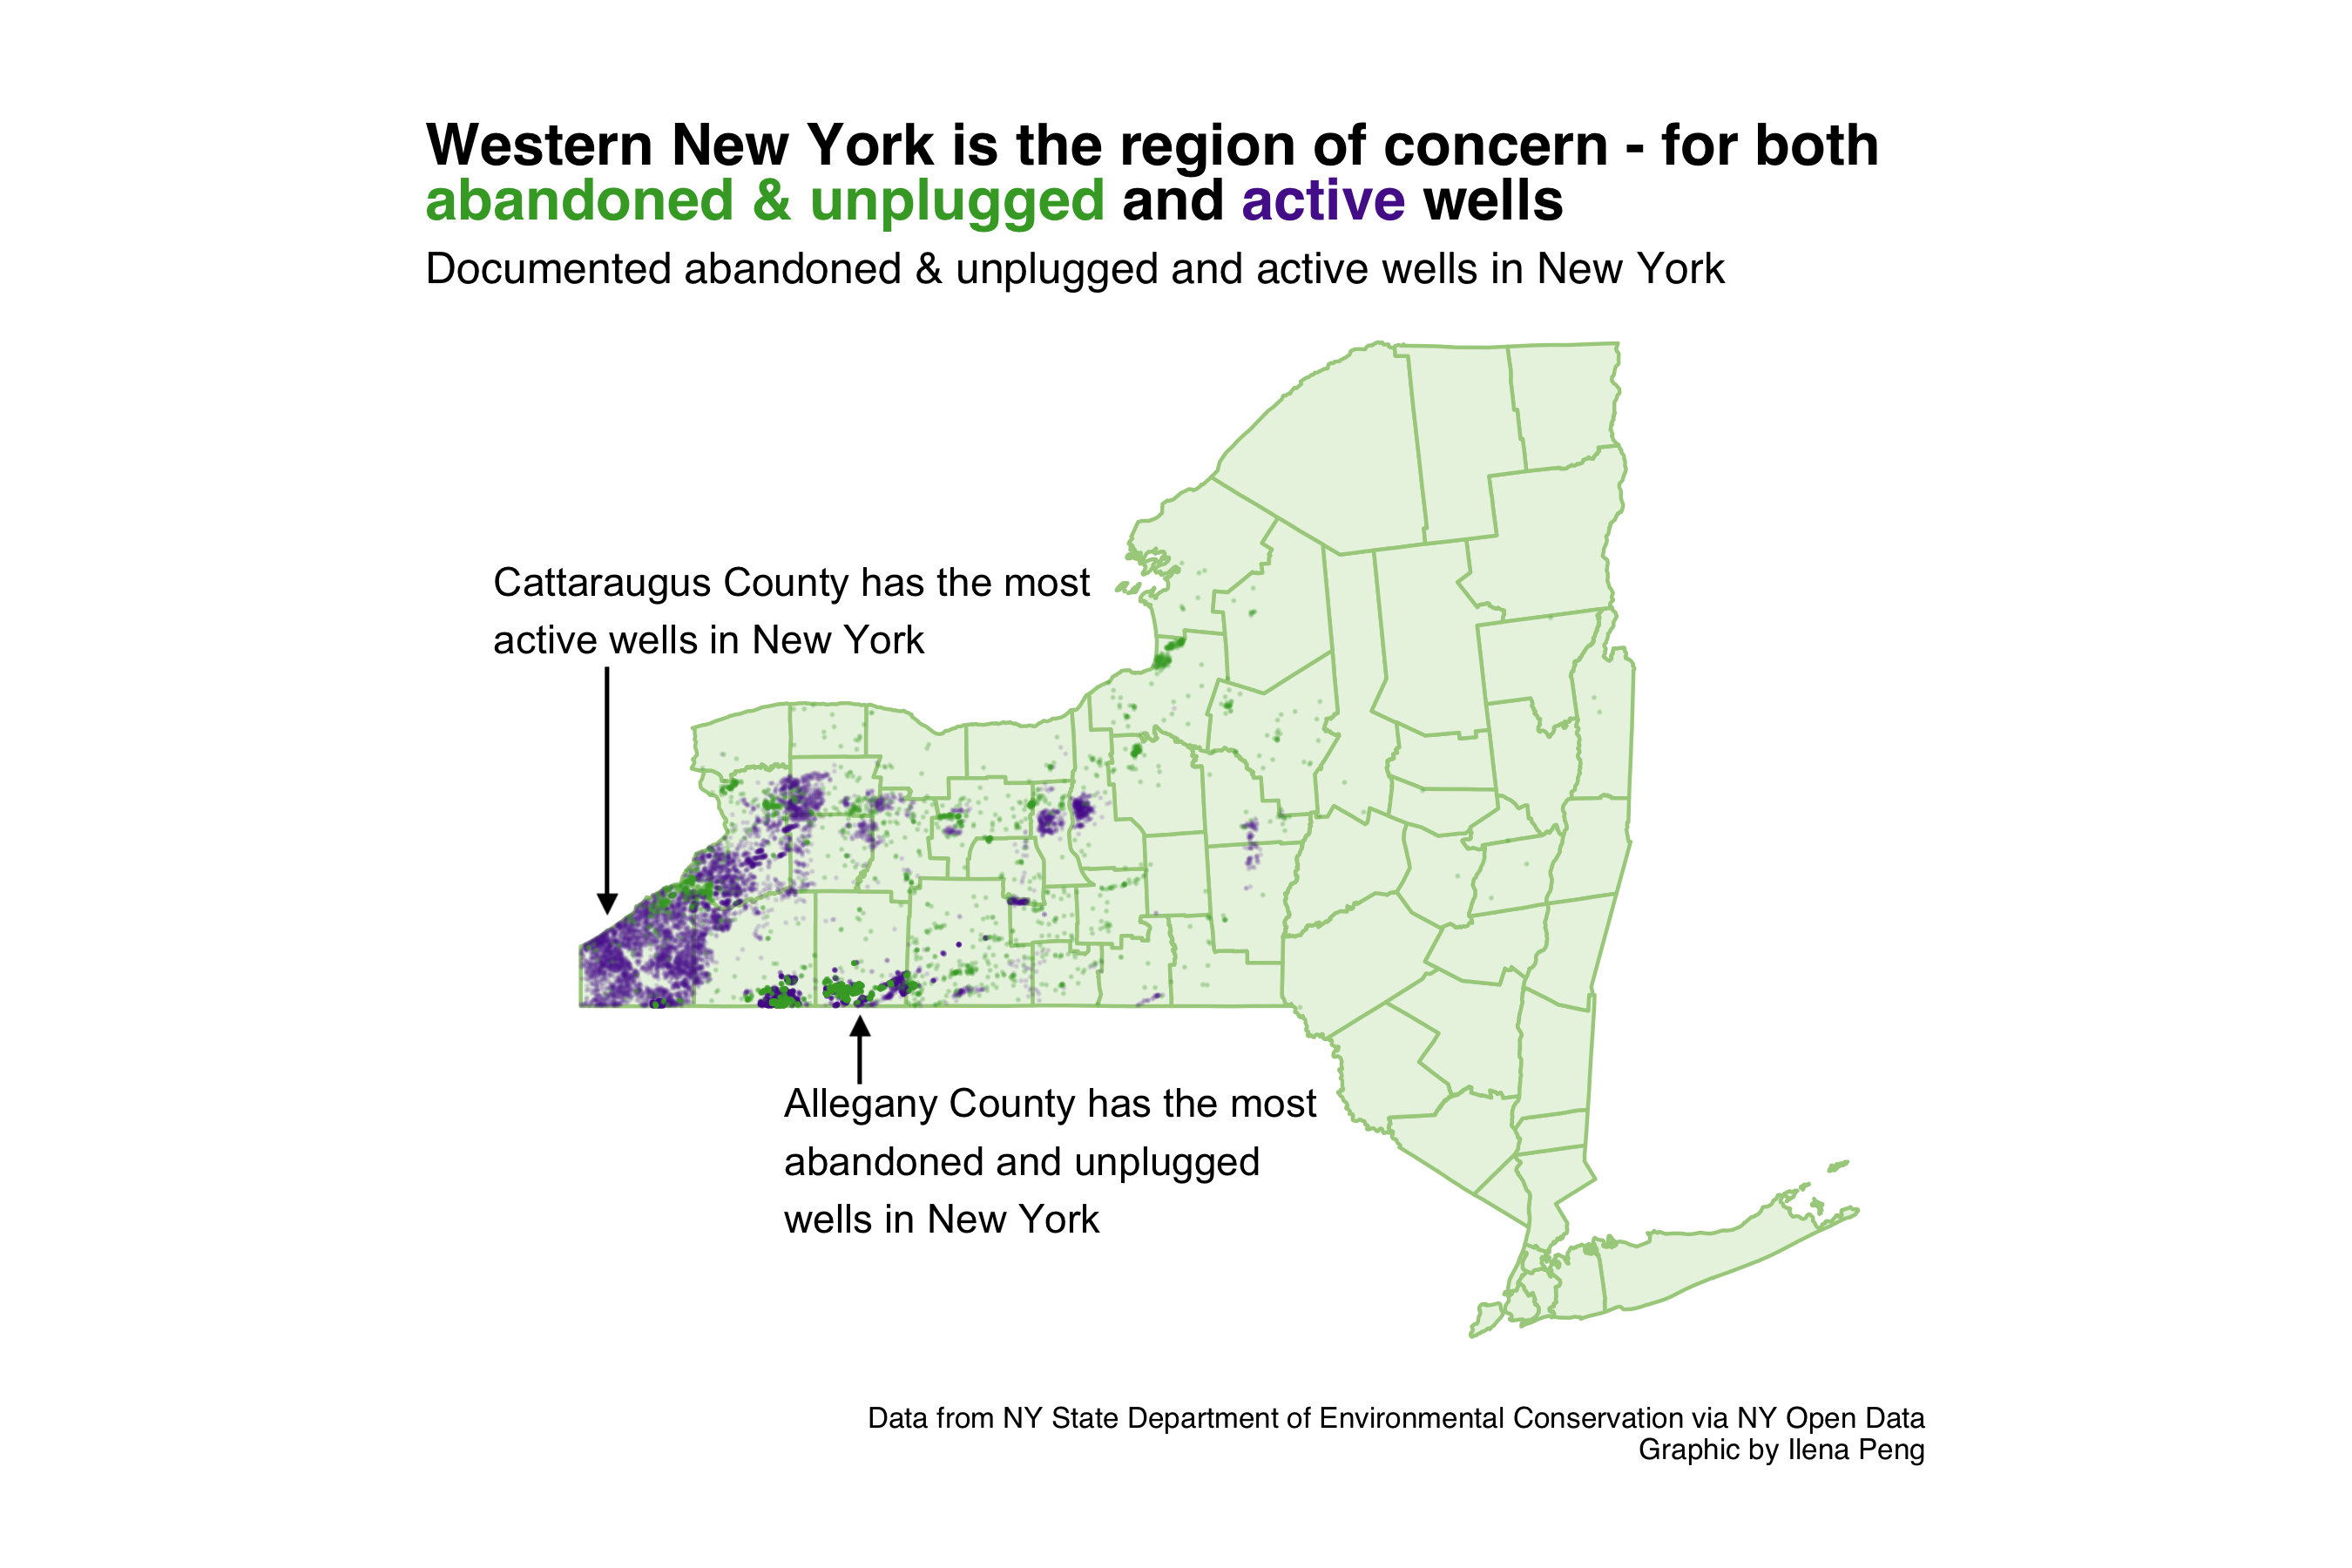 Western New York is the region of concern - for both
abandoned & unplugged and active wells
Documented abandoned & unplugged and active wells in New York
Cattaraugus County has the most
active wells in New York
Allegany County has the most
abandoned and unplugged
wells in New York
Data from NY State Department of Environmental Conservation via NY Open Data
Graphic by Ilena Peng